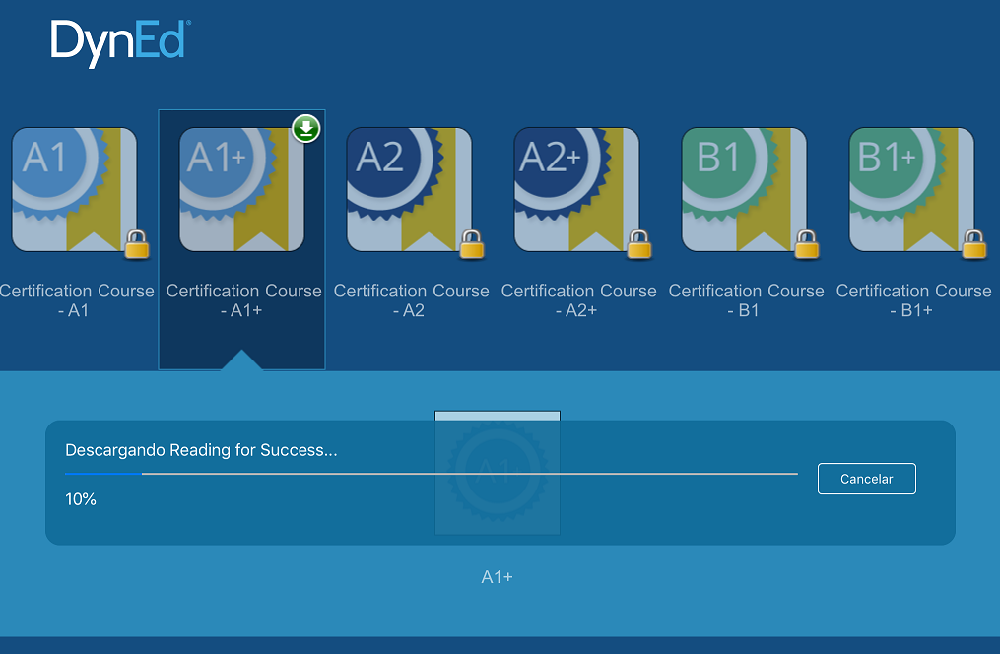 DynEd®
A1
A1+
A2
A2+
B1
B1+
Certification Course
- A1
Certification Course
- A1+
Certification Course
- A2
Certification Course
- A2+
Certification Course
- B1
Certification Course
- B1+
Descargando Reading for Success...
10%
Cancelar
A1+
A1+